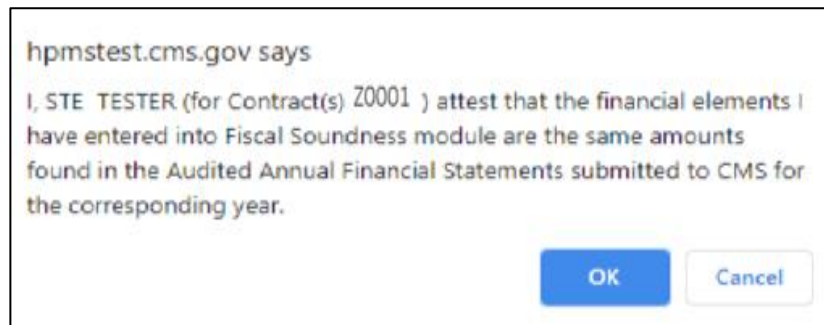 hpmstest.cms.gov says
I, STE TESTER (for Contract(s) Z0001 ) attest that the financial elements I
have entered into Fiscal Soundness module are the same amounts
found in the Audited Annual Financial Statements submitted to CMS for
the corresponding year.
OK Cancel